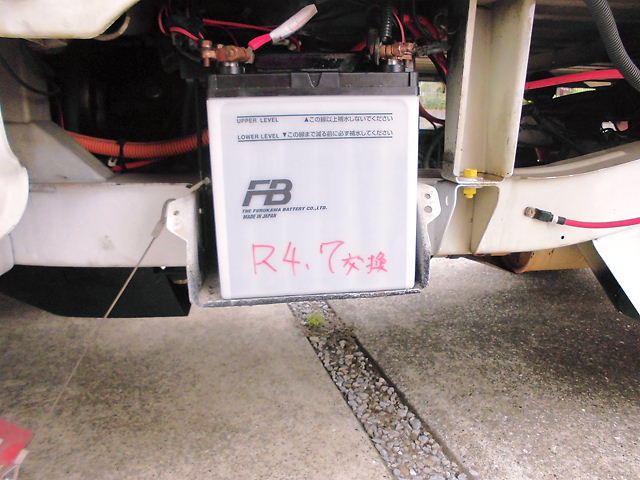 UPPER LEVEL ▲この線以上補水しないでください
LOWER LEVEL ▼この線まで減る前に必ず補水してください
FB
THE FURUKAWA BATTERY CO., LTD.
MADE IN JAPAN
R4.7交換